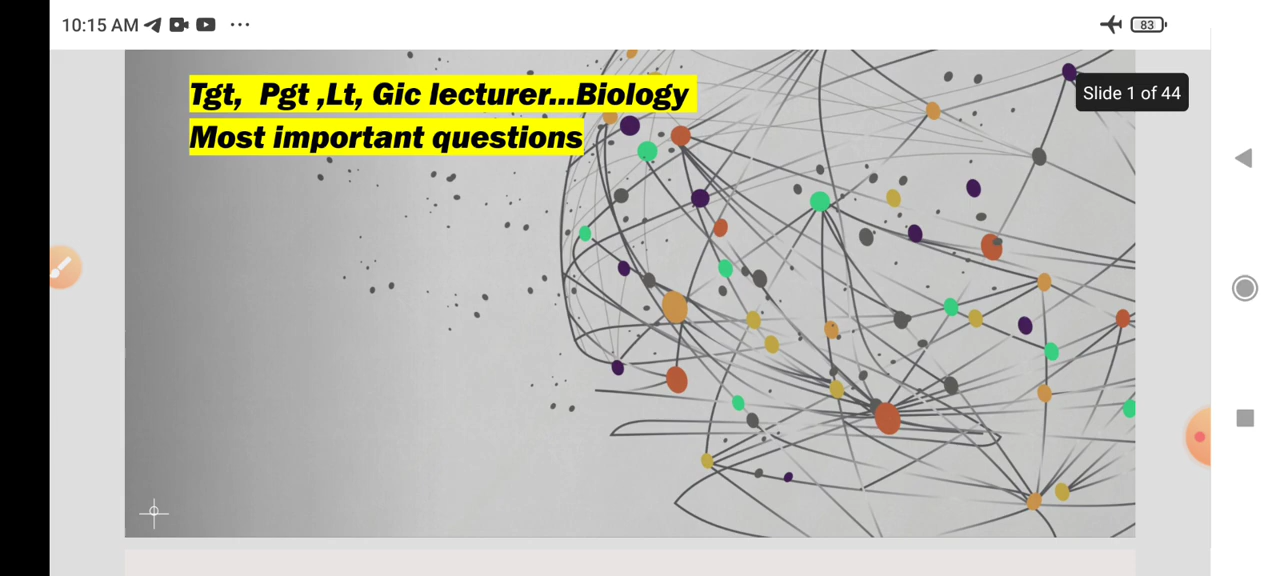 10:15 AM
83
Tgt, Pgt ,Lt, Gic lecturer...Biology
Slide 1 of 44
Most important questions